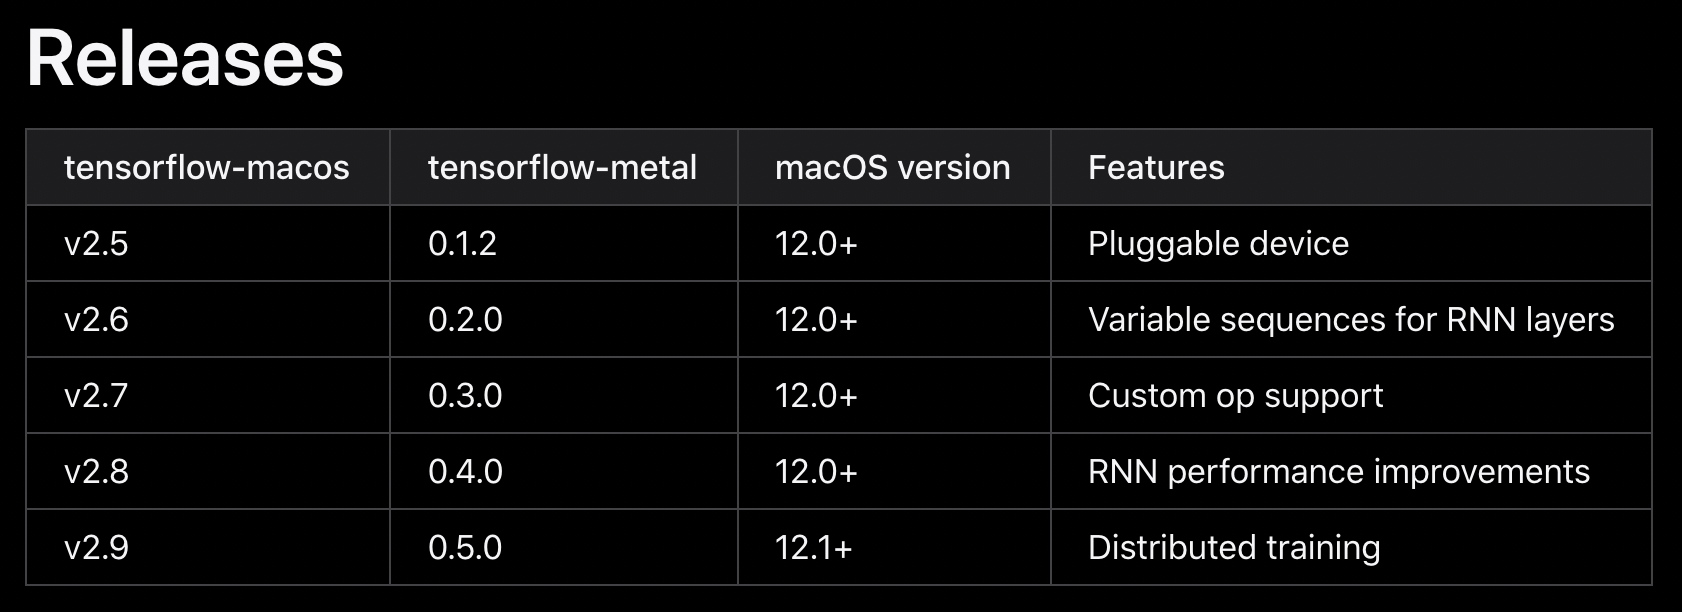 Releases
tensorflow-macos tensorflow-metal macOS version Features
v2.5 0.1.2 12.0+ Pluggable device
v2.6 0.2.0 12.0+ Variable sequences for RNN layers
v2.7 0.3.0 12.0+ Custom op support
v2.8 0.4.0 12.0+ RNN performance improvements
v2.9 0.5.0 12.1+ Distributed training